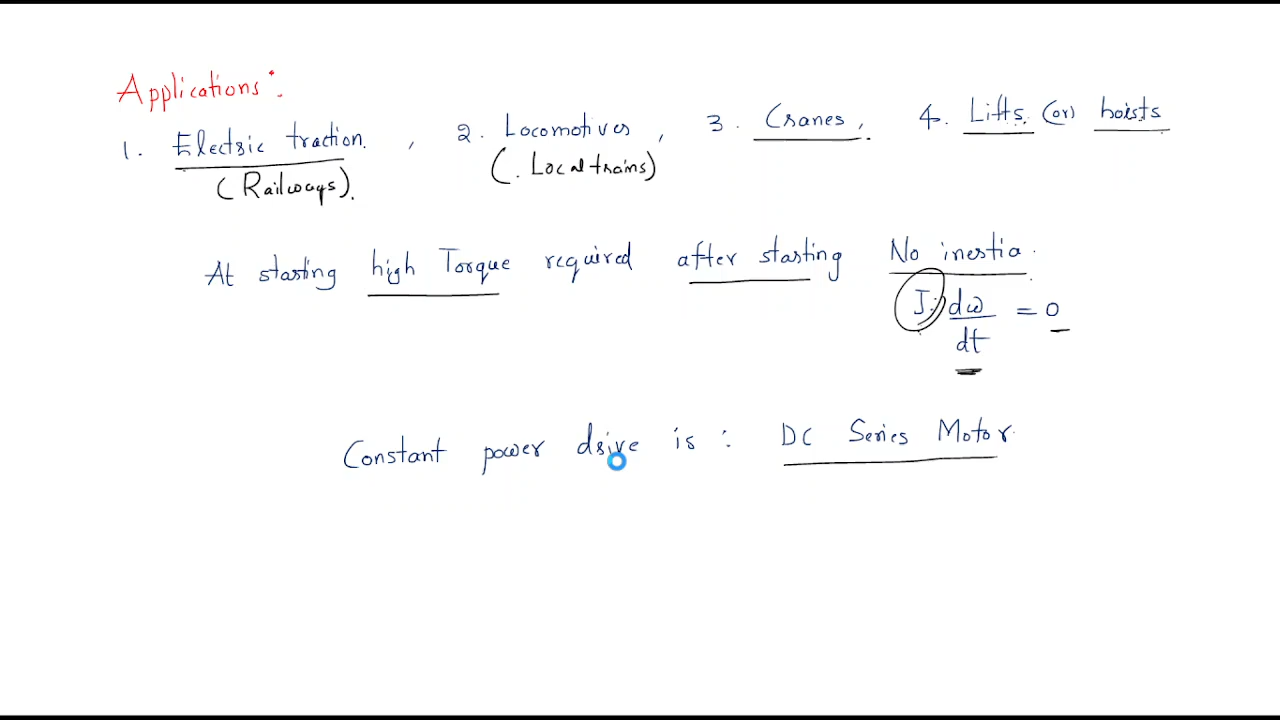 Applications :
1. Electric traction , 2. Locomotives , 3. Cranes, 4. Lifts. (or) hoists
(Railways). (. Local trains)
At starting high Torque required after starting No inertia.
J. dω/dt = 0
Constant power drive is : DC Series Motor.